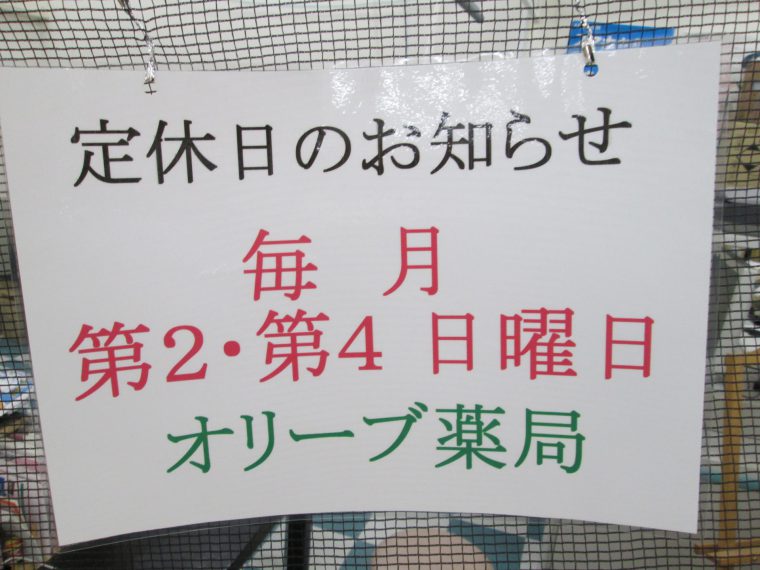 定休日のお知らせ
毎　月
第2・第4 日曜日
オリーブ薬局